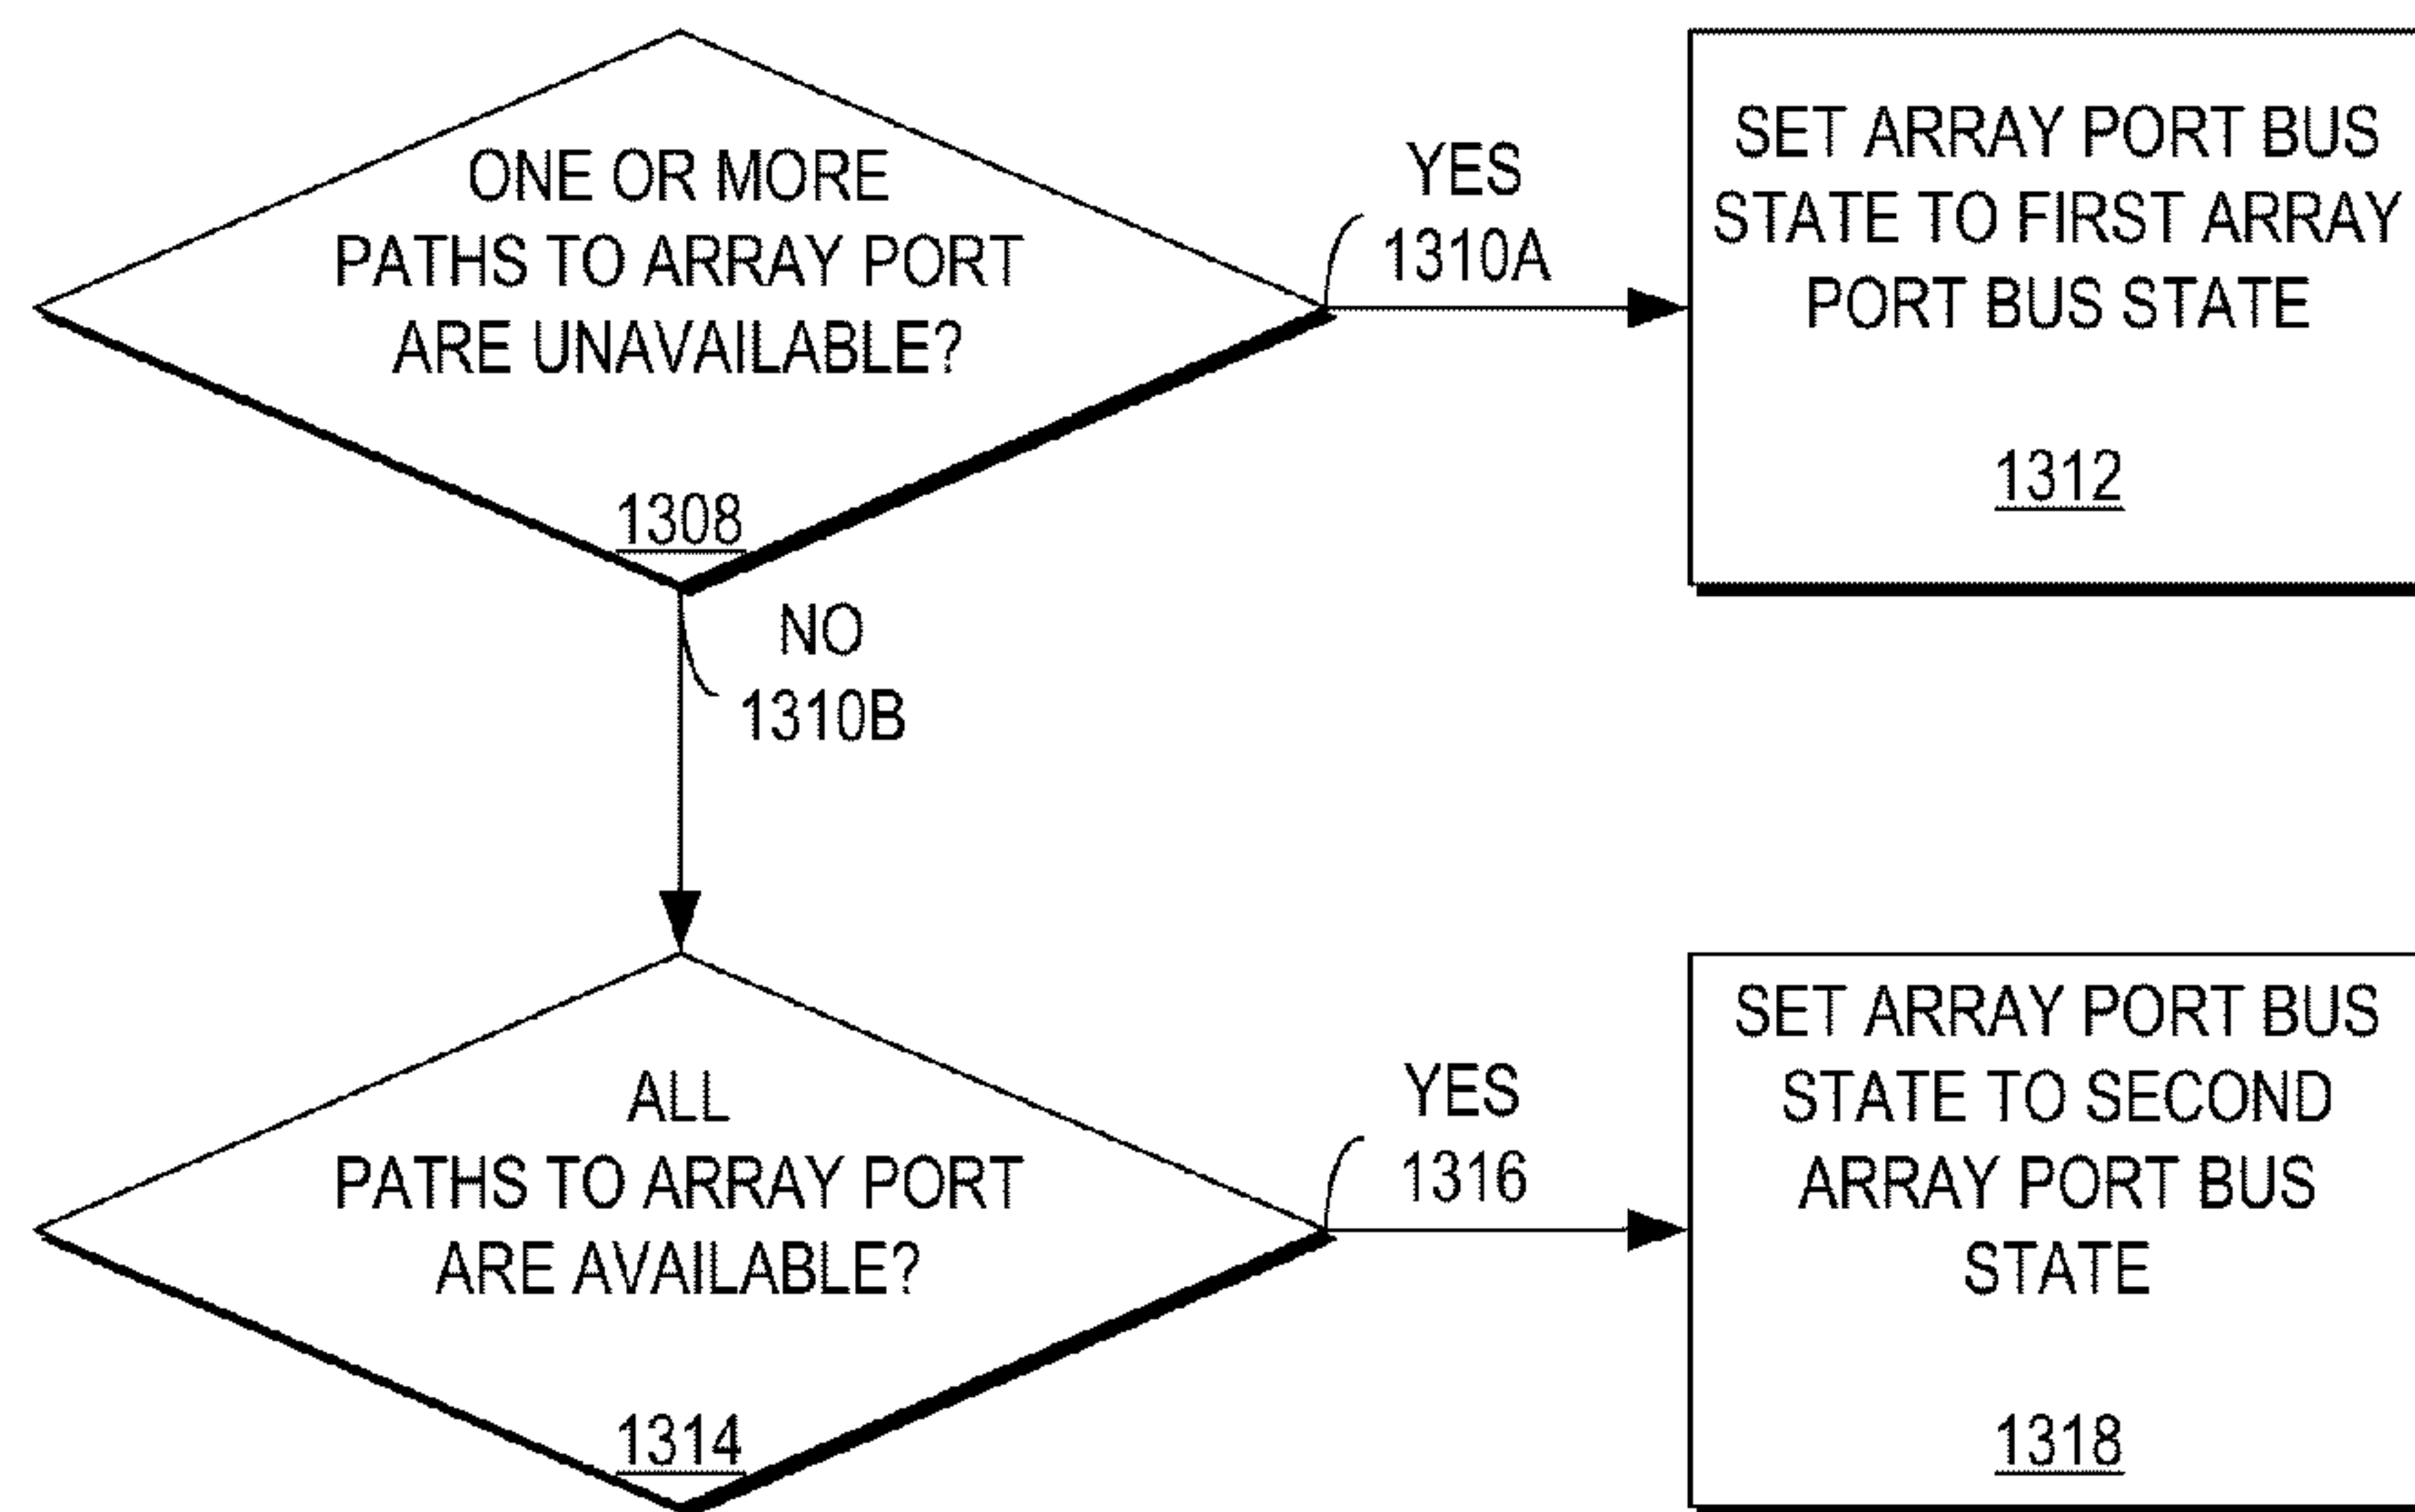 ONE OR MORE
PATHS TO ARRAY PORT
ARE UNAVAILABLE?
1308
YES
1310A
SET ARRAY PORT BUS
STATE TO FIRST ARRAY
PORT BUS STATE
1312
NO
1310B
ALL
PATHS TO ARRAY PORT
ARE AVAILABLE?
1314
YES
1316
SET ARRAY PORT BUS
STATE TO SECOND
ARRAY PORT BUS
STATE
1318